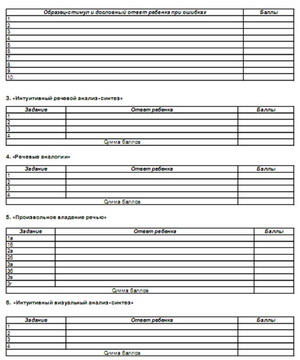 Образец-стимул и дословный ответ ребенка при ошибках Баллы
1
2
3
4
5
6
7
8
9
10
3. «Интуитивный речевой анализ-синтез»
Задание Ответ ребенка Баллы
1
2
3
4
Сумма баллов
4. «Речевые аналогии»
Задание Ответ ребенка Баллы
1
2
3
4
Сумма баллов
5. «Произвольное владение речью»
Задание Ответ ребенка Баллы
1а
1б
2а
2б
3а
3б
3в
3г
Сумма баллов
6. «Интуитивный визуальный анализ-синтез»
Задание Ответ ребенка Баллы
1
2
3
4
Сумма баллов